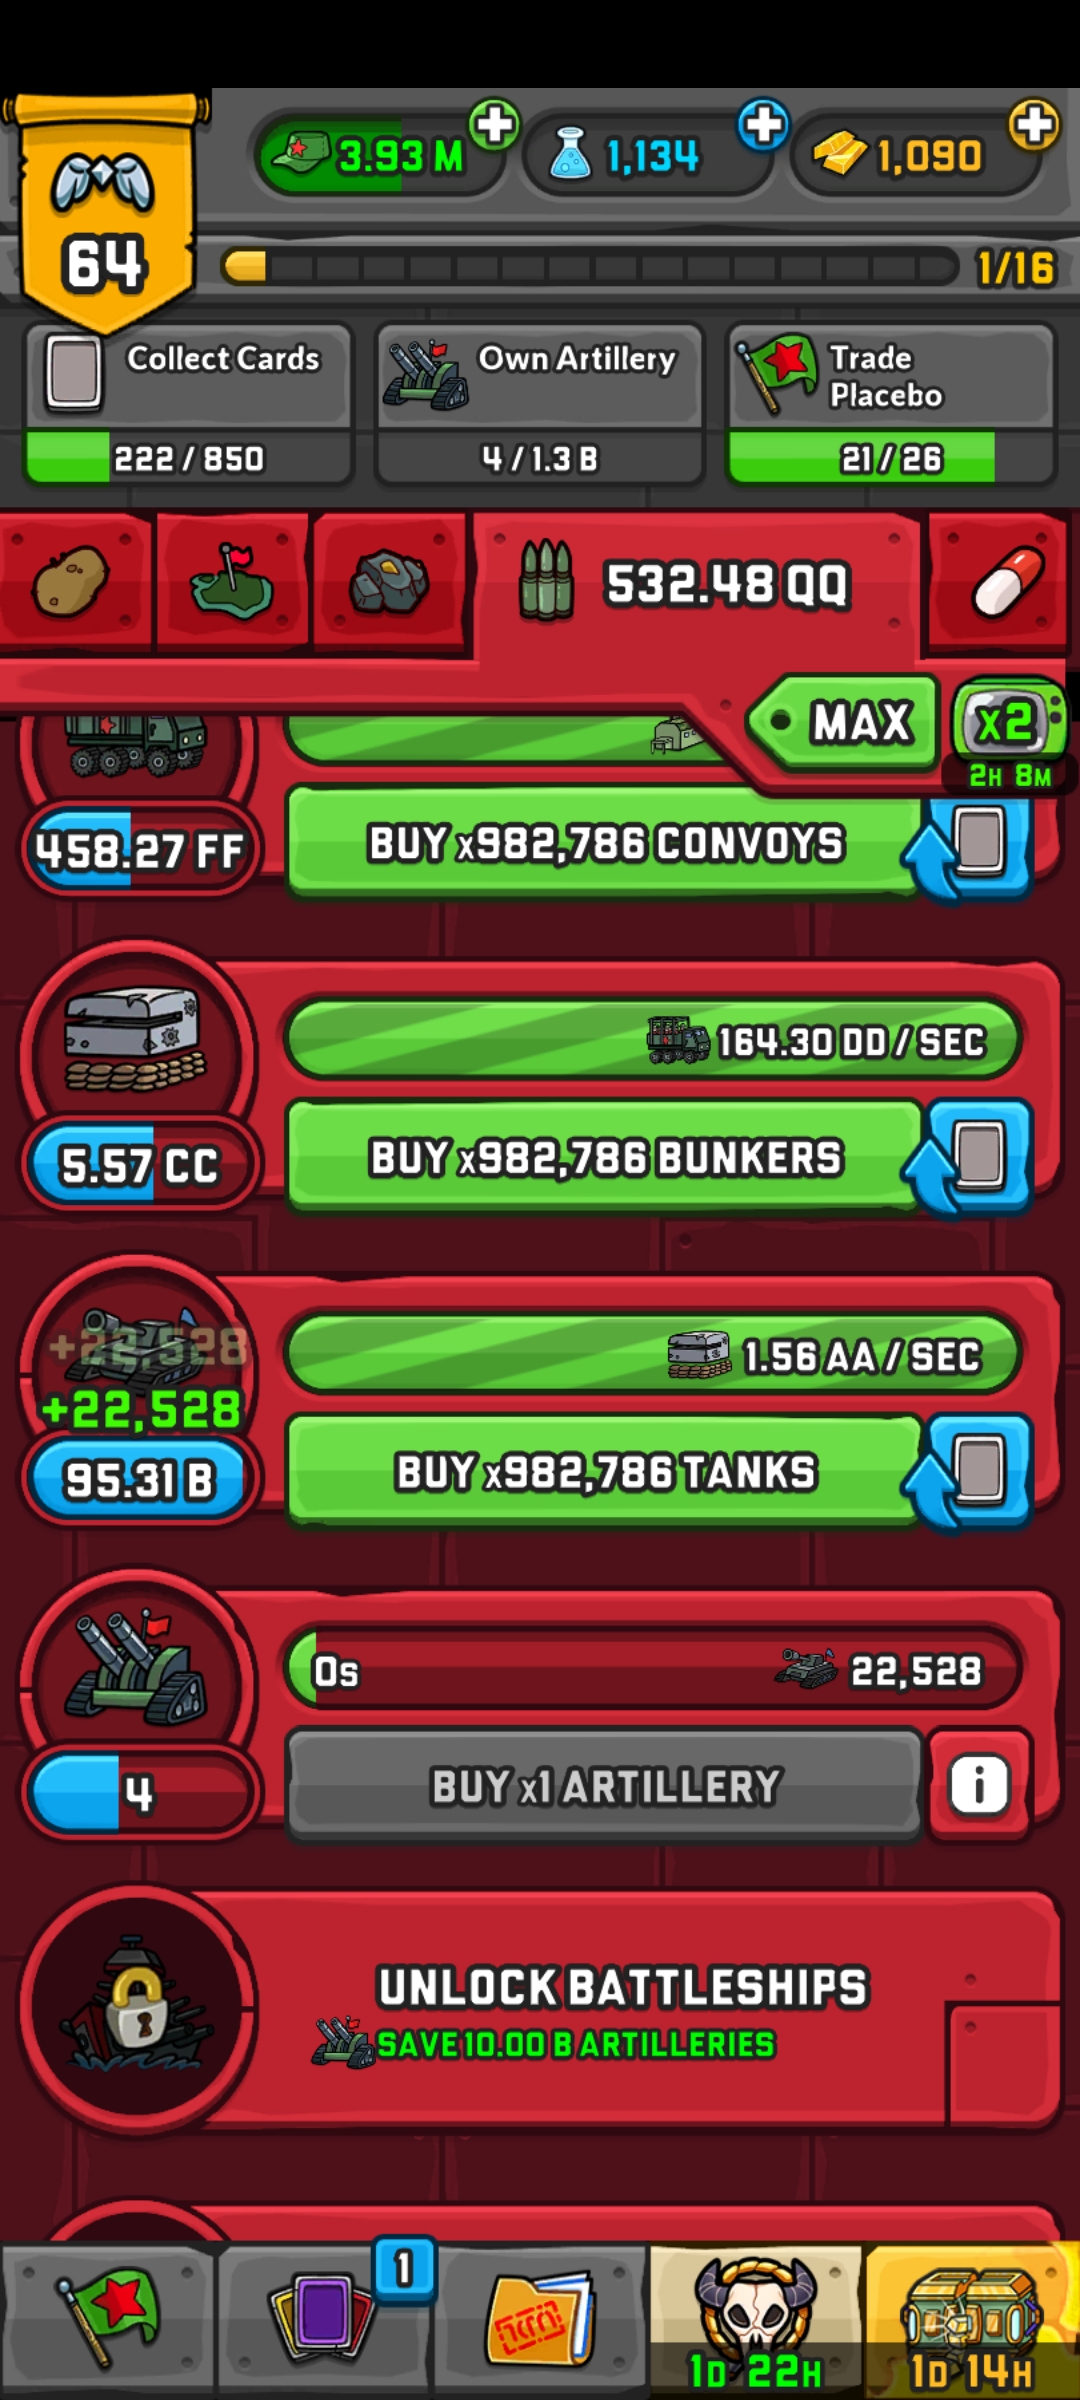 64
3.93 M
1,134
1,090
1/16
Collect Cards
222 / 850
Own Artillery
4 / 1.3 B
Trade
Placebo
21 / 26
532.48 QQ
MAX
x2
2H 8M
458.27 FF
BUY x982,786 CONVOYS
164.30 DD / SEC
5.57 CC
BUY x982,786 BUNKERS
+22,528
+22,528
1.56 AA / SEC
95.31 B
BUY x982,786 TANKS
0s
22,528
4
BUY x1 ARTILLERY
i
UNLOCK BATTLESHIPS
SAVE 10.00 B ARTILLERIES
1
1D 22H
1D 14H